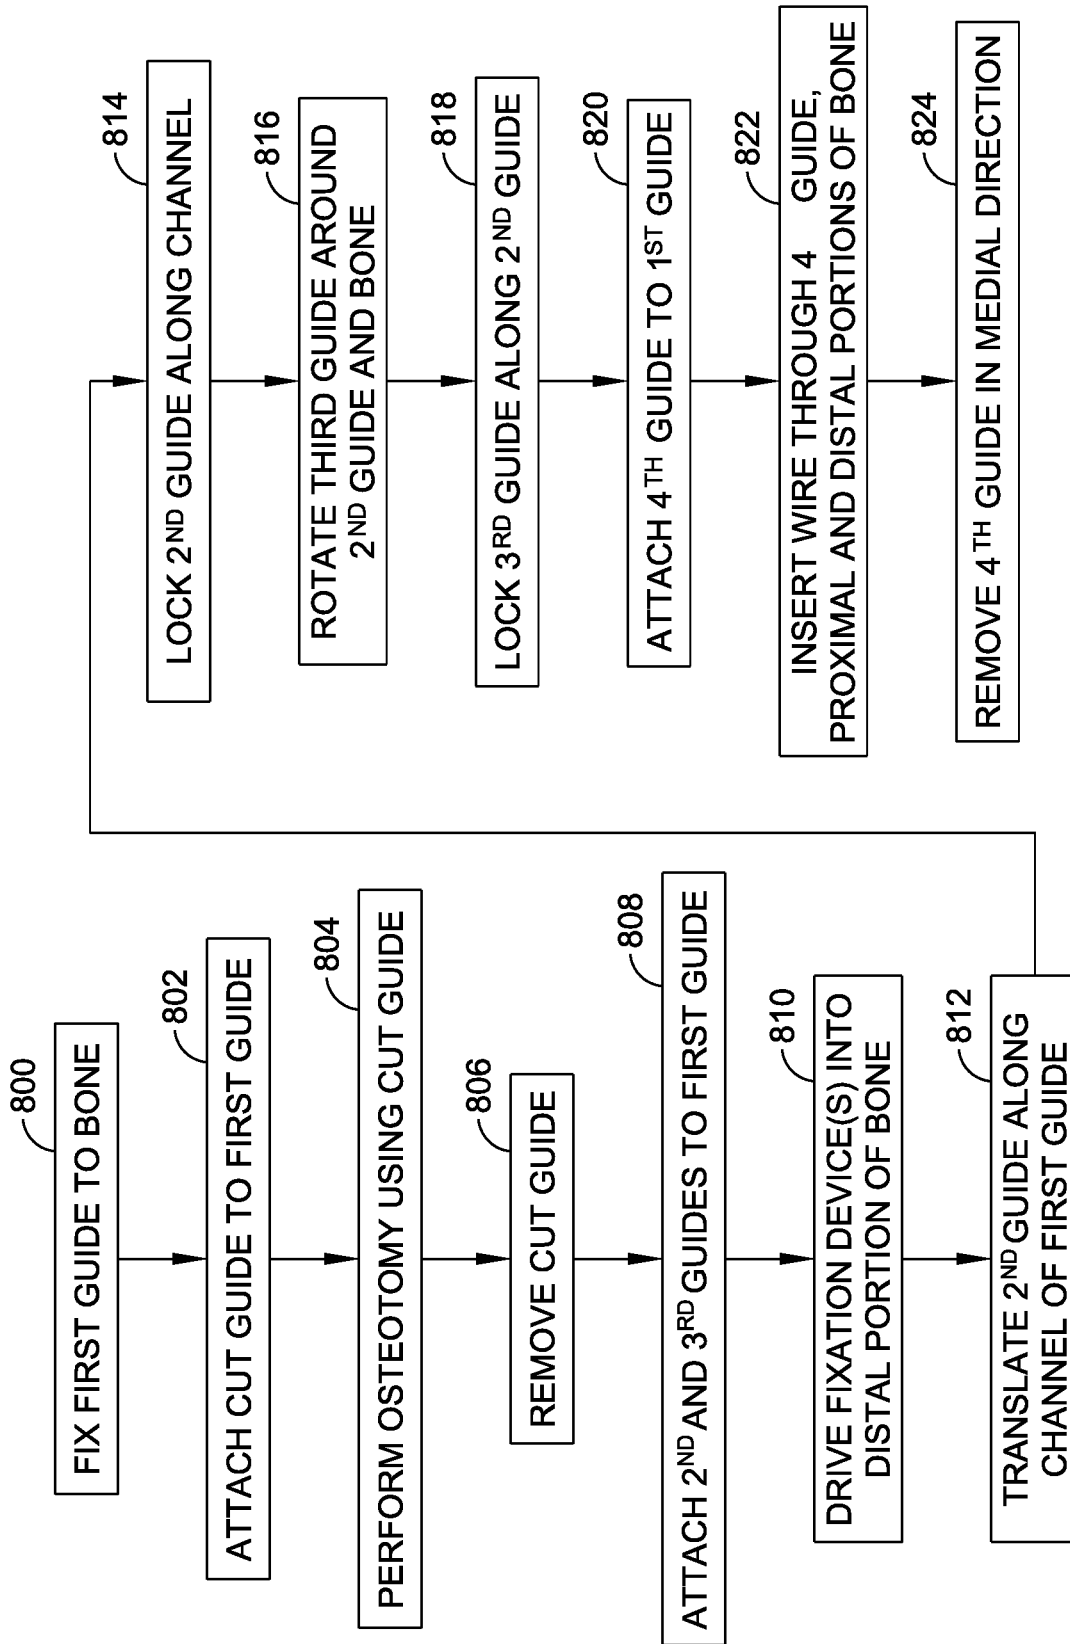 800
FIX FIRST GUIDE TO BONE
802
ATTACH CUT GUIDE TO FIRST GUIDE
804
PERFORM OSTEOTOMY USING CUT GUIDE
806
REMOVE CUT GUIDE
808
ATTACH 2ND AND 3RD GUIDES TO FIRST GUIDE
810
DRIVE FIXATION DEVICE(S) INTO
DISTAL PORTION OF BONE
812
TRANSLATE 2ND GUIDE ALONG
CHANNEL OF FIRST GUIDE
814
LOCK 2ND GUIDE ALONG CHANNEL
816
ROTATE THIRD GUIDE AROUND
2ND GUIDE AND BONE
818
LOCK 3RD GUIDE ALONG 2ND GUIDE
820
ATTACH 4TH GUIDE TO 1ST GUIDE
822
INSERT WIRE THROUGH 4 GUIDE,
PROXIMAL AND DISTAL PORTIONS OF BONE
824
REMOVE 4TH GUIDE IN MEDIAL DIRECTION